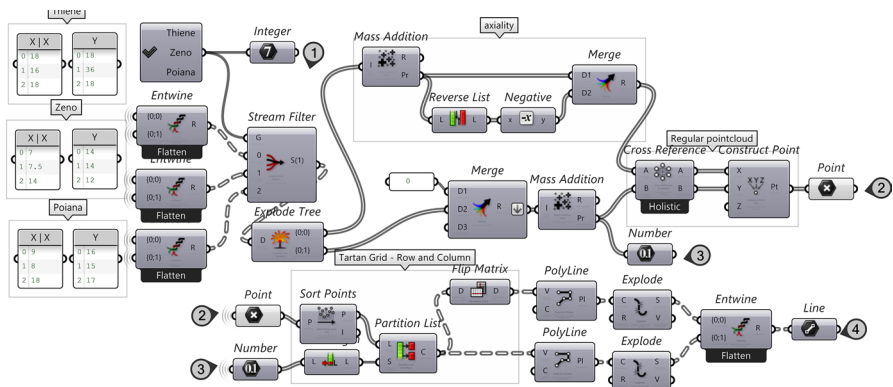 Thiene
X | X
Y
0 18
1 16
2 18
0 18
1 36
2 18
Zeno
X | X
Y
0 7
1 7.5
2 14
0 14
1 14
2 12
Poiana
X | X
Y
0 9
1 8
2 18
0 16
1 15
2 17
Thiene
Zeno
Poiana
Integer
7
1
Entwine
{0;0}
{0;1}
R
Flatten
Entwine
{0;0}
{0;1}
R
Flatten
{0;0}
{0;1}
R
Flatten
Stream Filter
G
0
1
2
S(1)
Explode Tree
D
{0;0}
{0;1}
axiality
Mass Addition
I
R
Pr
Reverse List
L
L
Negative
x
-x
y
Merge
D1
D2
R
0
Merge
D1
D2
D3
Mass Addition
I
R
Pr
Regular pointcloud
Cross Reference
A
B
A
B
Holistic
Construct Point
X
Y
Z
XYZ
Pt
Point
2
Number
0.1
3
Tartan Grid - Row and Column
2
Point
Sort Points
P
P
I
3
Number
0.1
L
L
Partition List
L
S
C
Flip Matrix
D
D
PolyLine
V
C
Pl
Explode
C
R
S
V
PolyLine
V
C
Pl
Explode
C
R
S
V
Entwine
{0;0}
{0;1}
R
Flatten
Line
4